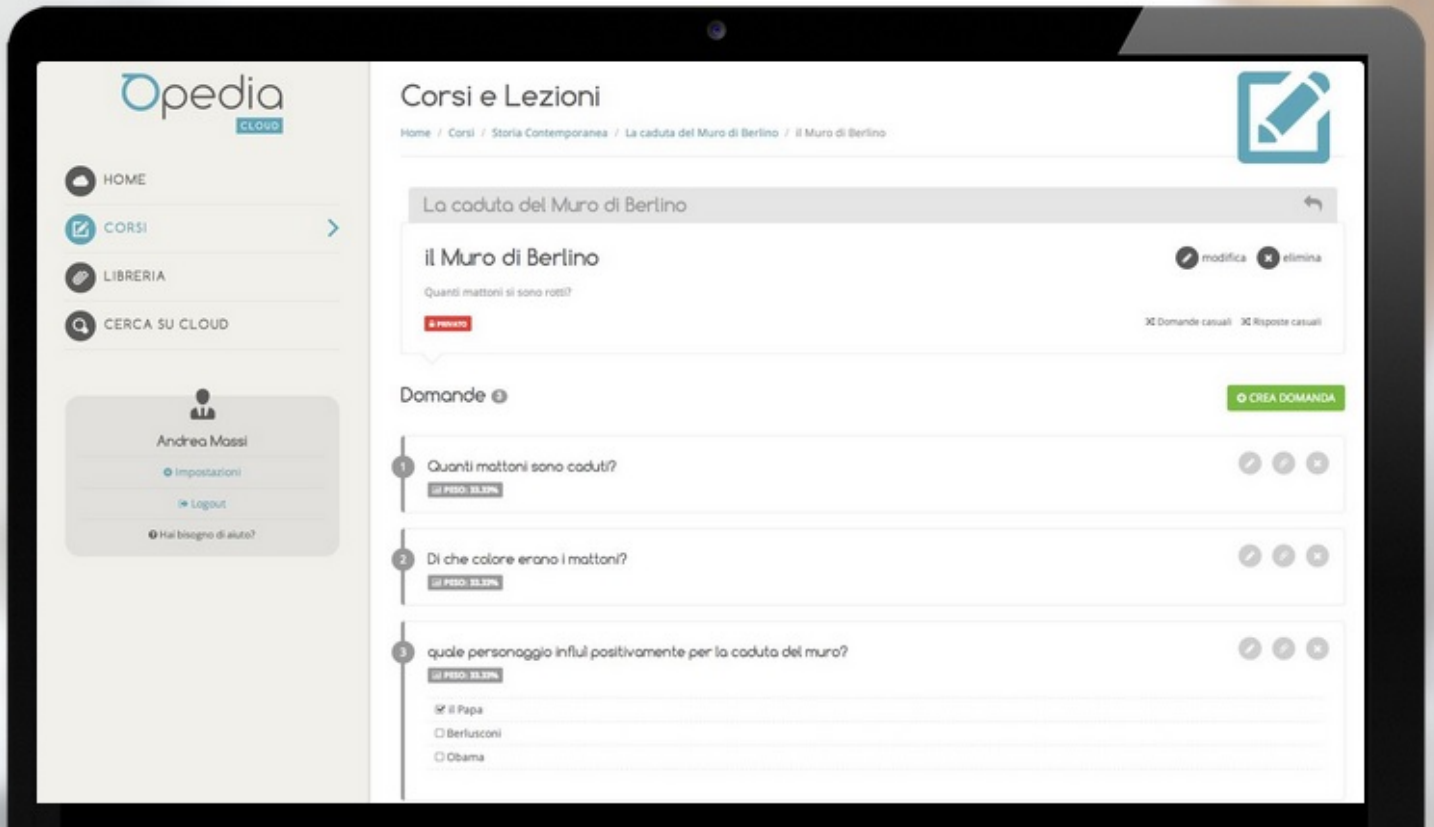 Opedia
CLOUD
HOME
CORSI
LIBRERIA
CERCA SU CLOUD
Andrea Massi
Impostazioni
Logout
Hai bisogno di aiuto?
Corsi e Lezioni
Home / Corsi / Storia Contemporanea / La caduta del Muro di Berlino / il Muro di Berlino
La caduta del Muro di Berlino
il Muro di Berlino
modifica elimina
Quanti mattoni si sono rotti?
PRIVATO
Domande casuali Risposte casuali
Domande 3
CREA DOMANDA
1 Quanti mattoni sono caduti?
PESO: 33.33%
2 Di che colore erano i mattoni?
PESO: 33.33%
3 quale personaggio influì positivamente per la caduta del muro?
PESO: 33.33%
il Papa
Berlusconi
Obama